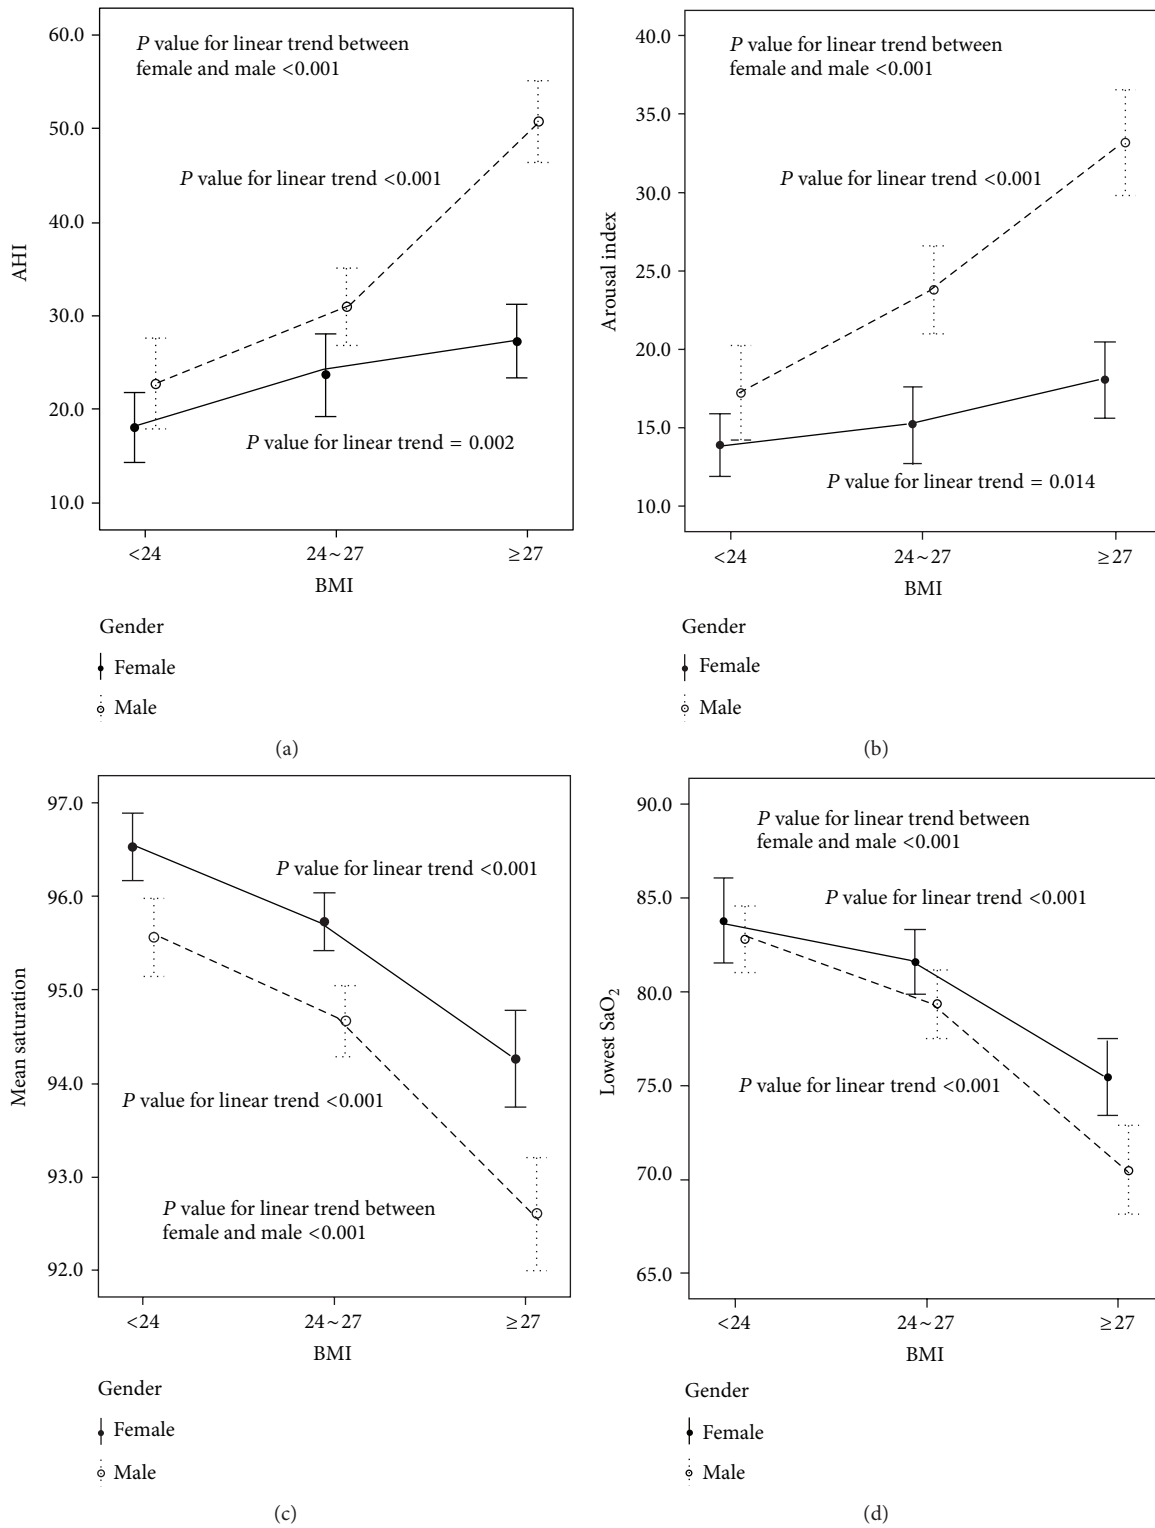 60.0
50.0
40.0
30.0
20.0
10.0
AHI
P value for linear trend between
female and male <0.001
P value for linear trend <0.001
P value for linear trend = 0.002
<24
24~27
≥27
BMI
Gender
Female
Male
(a)
40.0
35.0
30.0
25.0
20.0
15.0
10.0
Arousal index
P value for linear trend between
female and male <0.001
P value for linear trend <0.001
P value for linear trend = 0.014
<24
24~27
≥27
BMI
Gender
Female
Male
(b)
97.0
96.0
95.0
94.0
93.0
92.0
Mean saturation
P value for linear trend <0.001
P value for linear trend <0.001
P value for linear trend between
female and male <0.001
<24
24~27
≥27
BMI
Gender
Female
Male
(c)
90.0
85.0
80.0
75.0
70.0
65.0
Lowest SaO₂
P value for linear trend between
female and male <0.001
P value for linear trend <0.001
P value for linear trend <0.001
<24
24~27
≥27
BMI
Gender
Female
Male
(d)